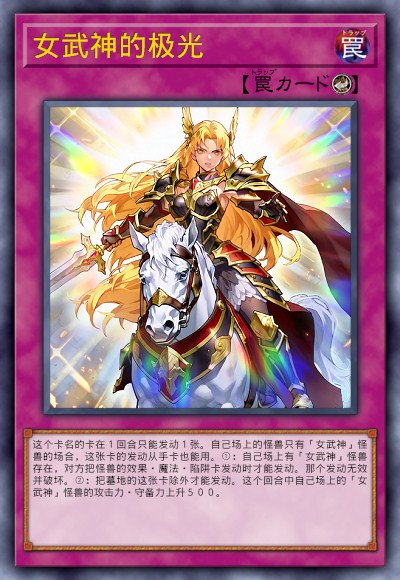 女武神的极光
トラップ
罠
トラップ
【罠カード】
这个卡名的卡在1回合只能发动1张。自己场上的怪兽只有「女武神」怪
兽的场合，这张卡的发动从手卡也能用。①：自己场上有「女武神」怪兽
存在，对方把怪兽的效果・魔法・陷阱卡发动时才能发动。那个发动无效
并破坏。②：把墓地的这张卡除外才能发动。这个回合中自己场上的「女
武神」怪兽的攻击力・守备力上升500。